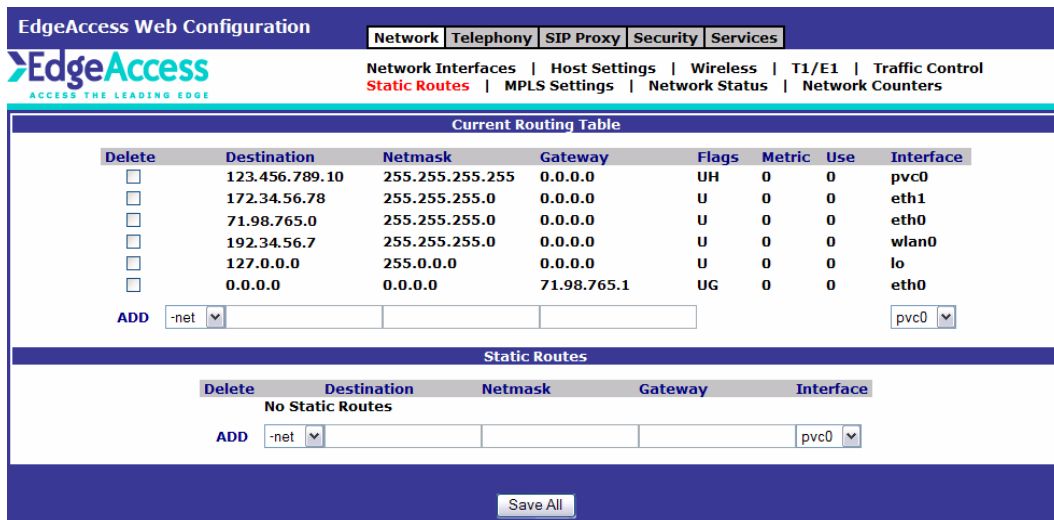 EdgeAccess Web Configuration
Network Telephony SIP Proxy Security Services
EdgeAccess
ACCESS THE LEADING EDGE
Network Interfaces | Host Settings | Wireless | T1/E1 | Traffic Control
Static Routes | MPLS Settings | Network Status | Network Counters
Current Routing Table
Delete Destination Netmask Gateway Flags Metric Use Interface
123.456.789.10 255.255.255.255 0.0.0.0 UH 0 0 pvc0
172.34.56.78 255.255.255.0 0.0.0.0 U 0 0 eth1
71.98.765.0 255.255.255.0 0.0.0.0 U 0 0 eth0
192.34.56.7 255.255.255.0 0.0.0.0 U 0 0 wlan0
127.0.0.0 255.0.0.0 0.0.0.0 U 0 0 lo
0.0.0.0 0.0.0.0 71.98.765.1 UG 0 0 eth0
ADD -net pvc0
Static Routes
Delete Destination Netmask Gateway Interface
No Static Routes
ADD -net pvc0
Save All